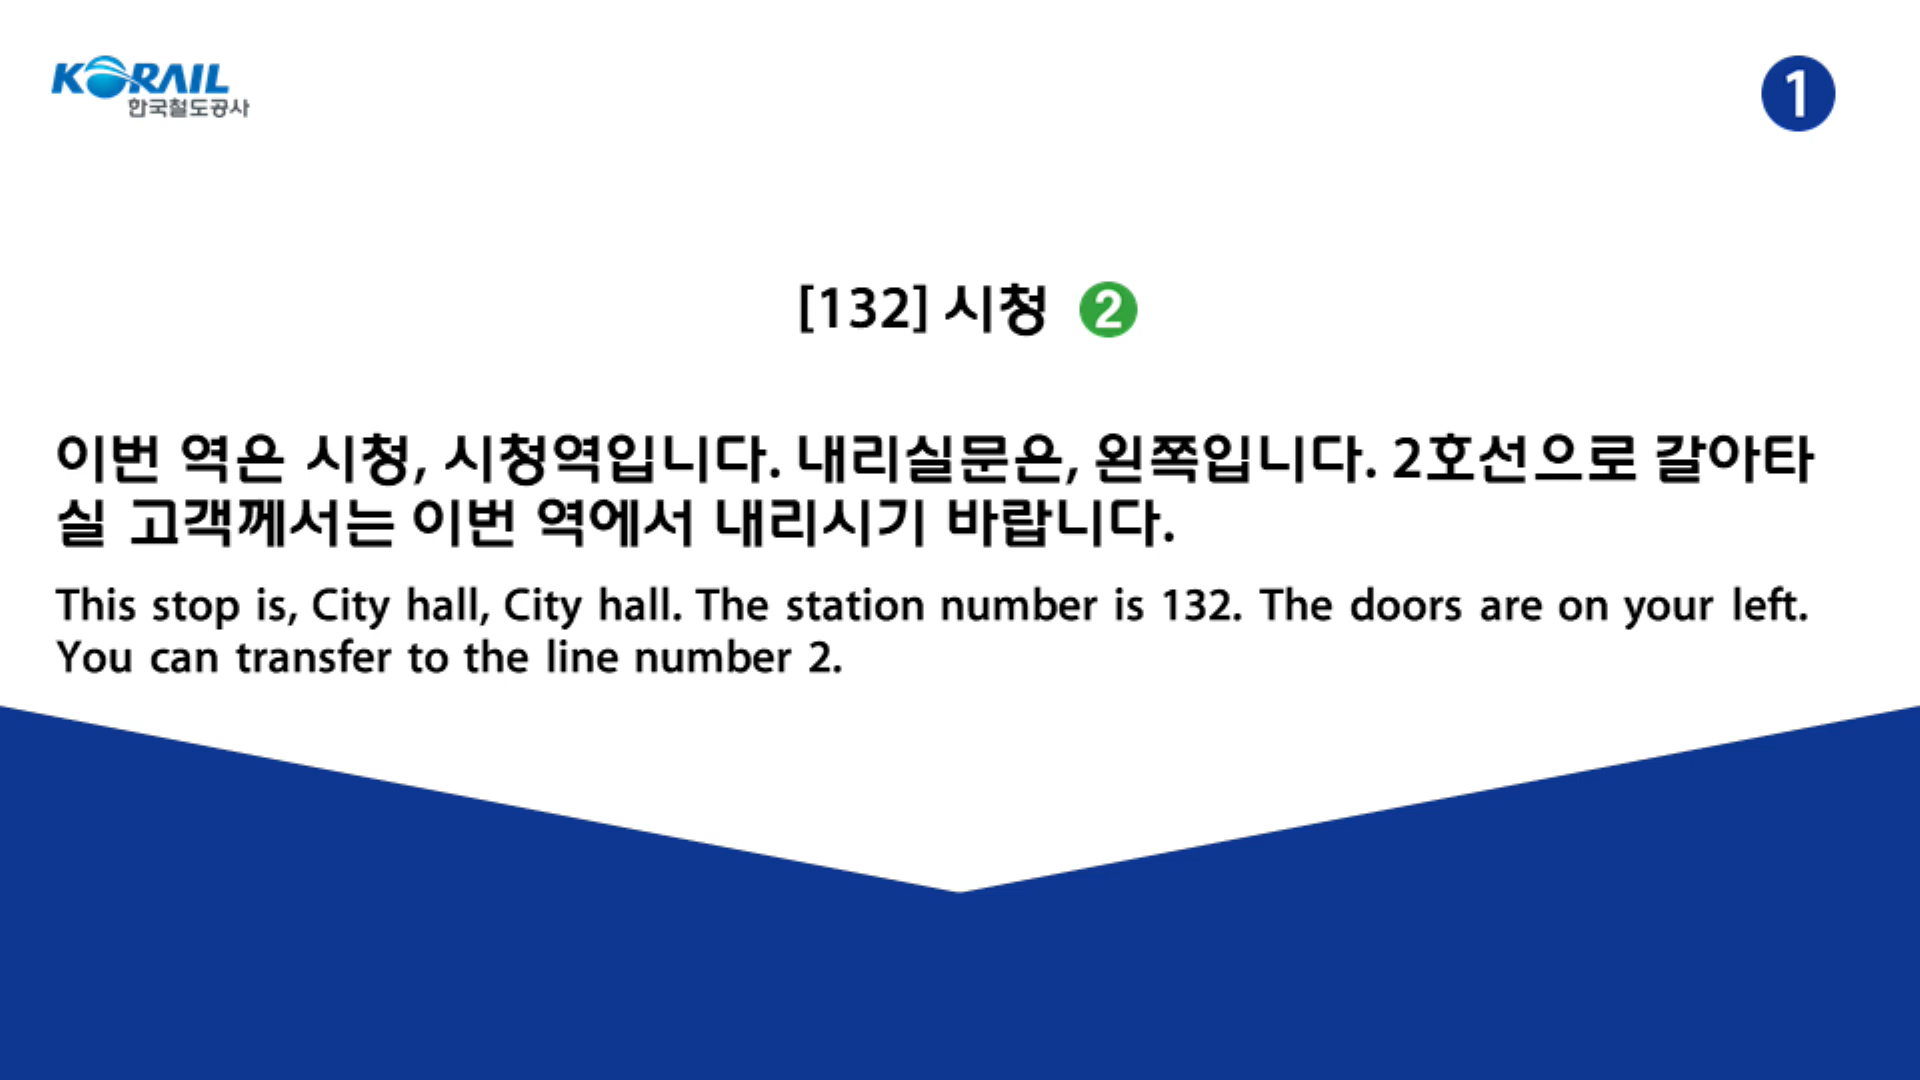 KORAIL
한국철도공사
1
[132] 시청 2
이번 역은 시청, 시청역입니다. 내리실문은, 왼쪽입니다. 2호선으로 갈아타
실 고객께서는 이번 역에서 내리시기 바랍니다.
This stop is, City hall, City hall. The station number is 132. The doors are on your left.
You can transfer to the line number 2.